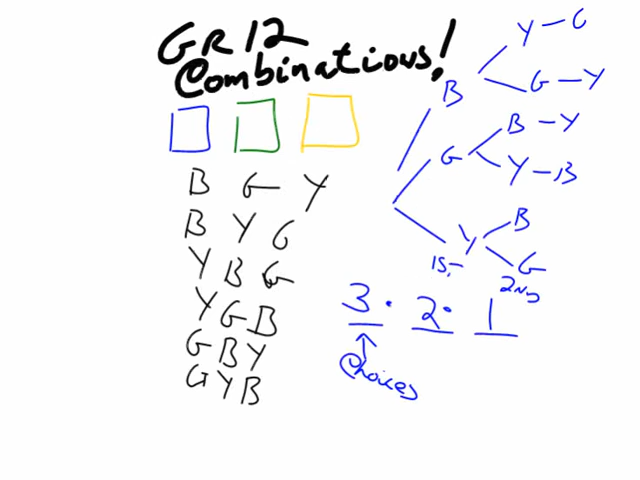 GR 12
Combinations!
B G Y
B Y G
Y B G
Y G B
G B Y
G Y B
B
Y - G
G - Y
G
B - Y
Y - B
Y
B
G
1st
2ND
3 · 2 · 1
Choices